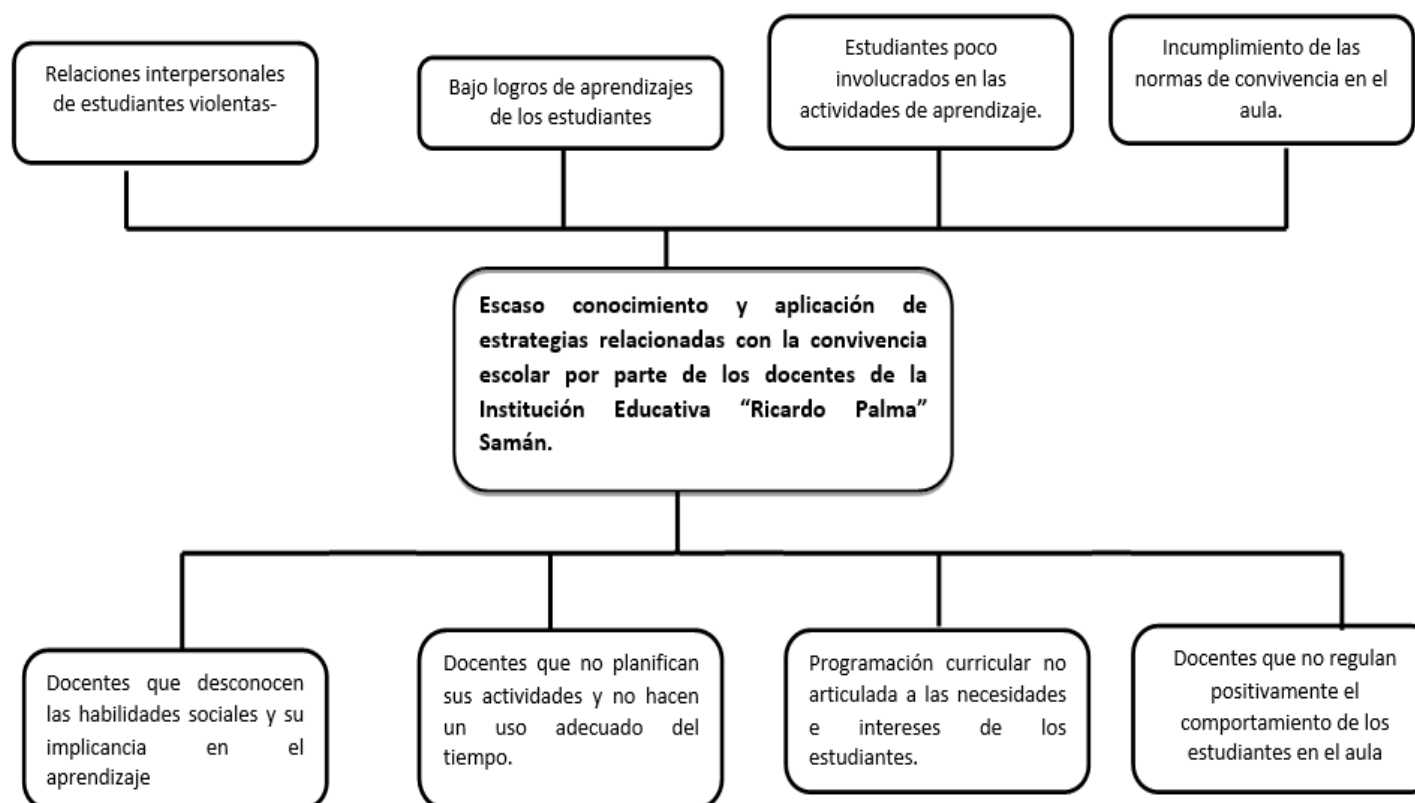 Relaciones interpersonales
de estudiantes violentas-
Bajo logros de aprendizajes
de los estudiantes
Estudiantes poco
involucrados en las
actividades de aprendizaje.
Incumplimiento de las
normas de convivencia en el
aula.
Escaso conocimiento y aplicación de
estrategias relacionadas con la convivencia
escolar por parte de los docentes de la
Institución Educativa “Ricardo Palma”
Samán.
Docentes que desconocen
las habilidades sociales y su
implicancia en el
aprendizaje
Docentes que no planifican
sus actividades y no hacen
un uso adecuado del
tiempo.
Programación curricular no
articulada a las necesidades
e intereses de los
estudiantes.
Docentes que no regulan
positivamente el
comportamiento de los
estudiantes en el aula